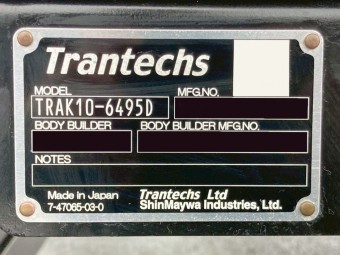 Trantechs
MODEL MFG.NO.
TRAK10-6495D
BODY BUILDER BODY BUILDER MFG.NO.
NOTES
Made in Japan Trantechs Ltd
7-47065-03-0 ShinMaywa Industries, Ltd.